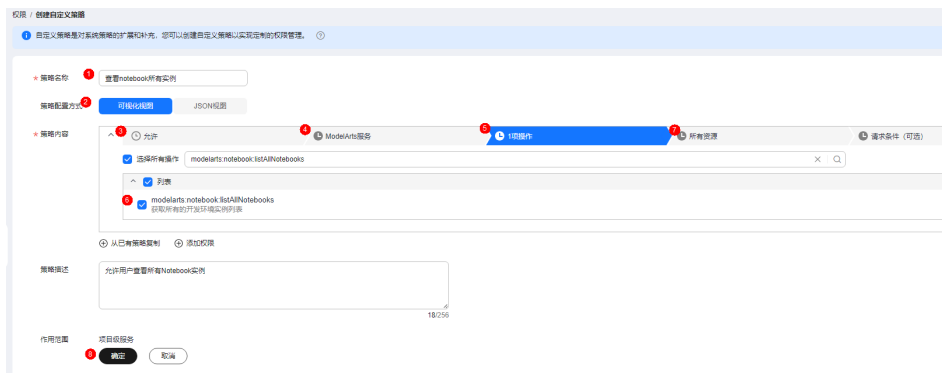 权限 / 创建自定义策略
自定义策略是对系统策略的扩展和补充，您可以创建自定义策略以实现定制的权限管理。
* 策略名称 1 查看notebook所有实例
策略配置方式 2 可视化视图 JSON视图
* 策略内容 3 允许 4 ModelArts服务 5 1项操作 7 所有资源 请求条件（可选）
选择所有操作 modelarts:notebook:listAllNotebooks
列表
6 modelarts:notebook:listAllNotebooks
获取所有的开发环境实例列表
从已有策略复制 添加权限
策略描述 允许用户查看所有Notebook实例
18/256
作用范围 项目级服务
8 确定 取消